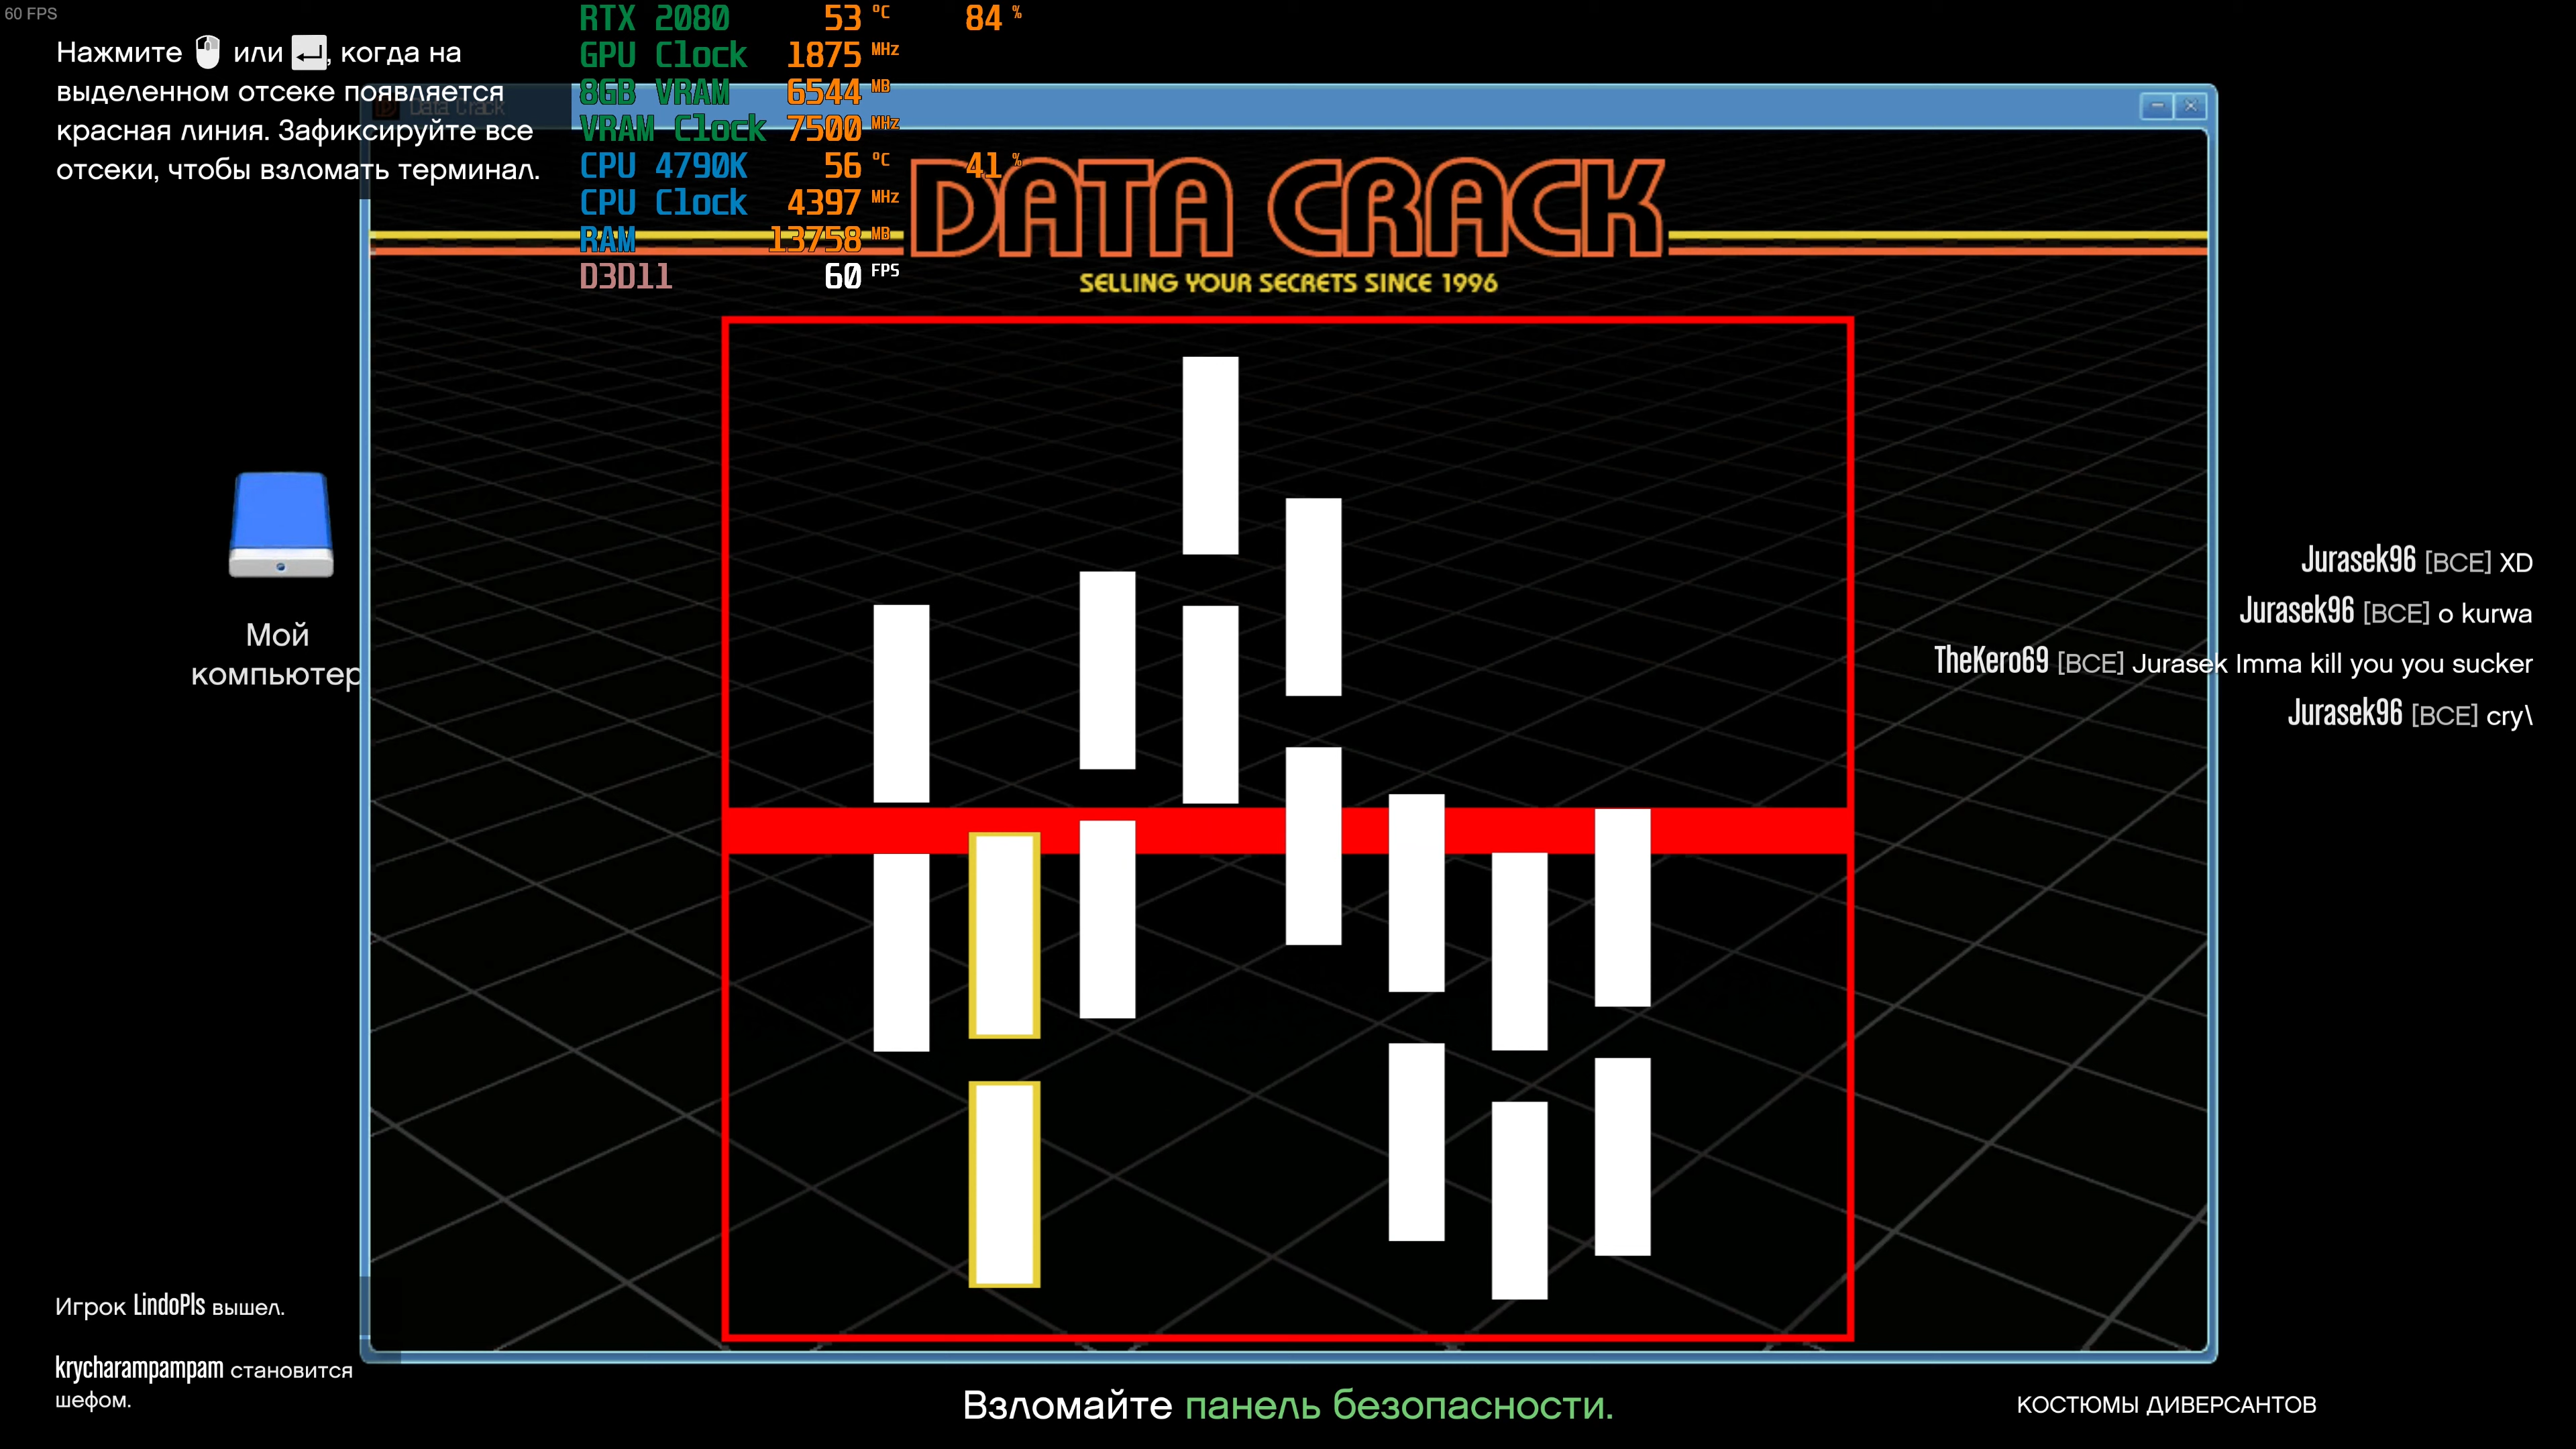 60 FPS
Нажмите или , когда на
выделенном отсеке появляется
красная линия. Зафиксируйте все
отсеки, чтобы взломать терминал.
RTX 2080 53 °C 84 %
GPU Clock 1875 MHz
8GB VRAM 6544 MB
VRAM Clock 7500 MHz
CPU 4790K 56 °C 41 %
CPU Clock 4397 MHz
RAM 13758 MB
D3D11 60 FPS
Data Crack
DATA CRACK
SELLING YOUR SECRETS SINCE 1996
Мой
компьютер
Jurasek96 [ВСЕ] XD
Jurasek96 [ВСЕ] o kurwa
TheKero69 [ВСЕ] Jurasek Imma kill you you sucker
Jurasek96 [ВСЕ] cry\
Игрок LindoPls вышел.
krycharampampam становится
шефом.
Взломайте панель безопасности.
КОСТЮМЫ ДИВЕРСАНТОВ